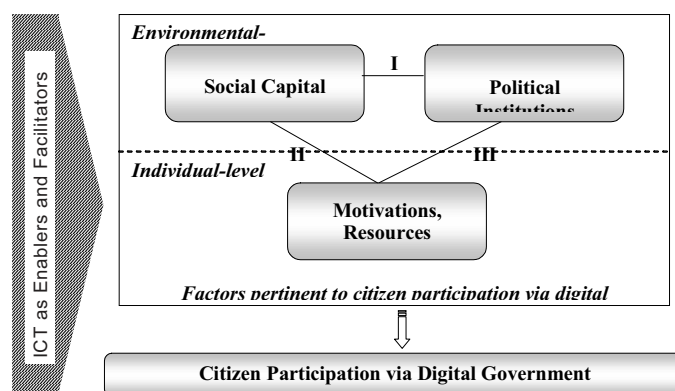 ICT as Enablers and Facilitators
Environmental-
I
Social Capital
Political
Institutions
II
III
Individual-level
Motivations,
Resources
Factors pertinent to citizen participation via digital
Citizen Participation via Digital Government